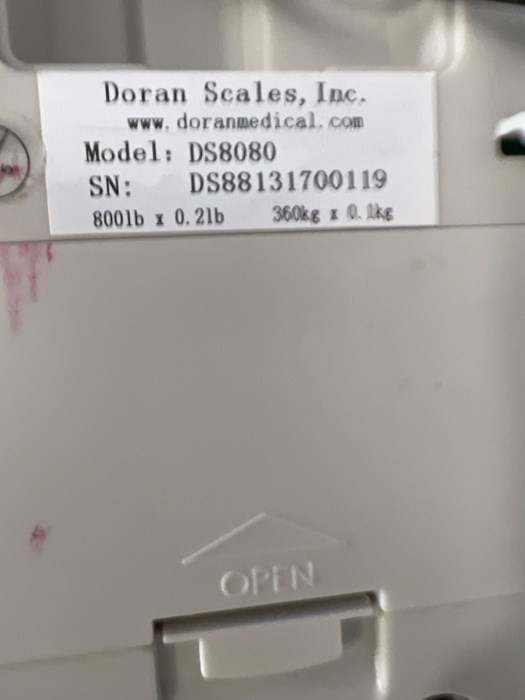 Doran Scales, Inc.
www.doranmedical.com
Model: DS8080
SN: DS88131700119
800lb x 0.2lb 360kg x 0.1kg
OPEN